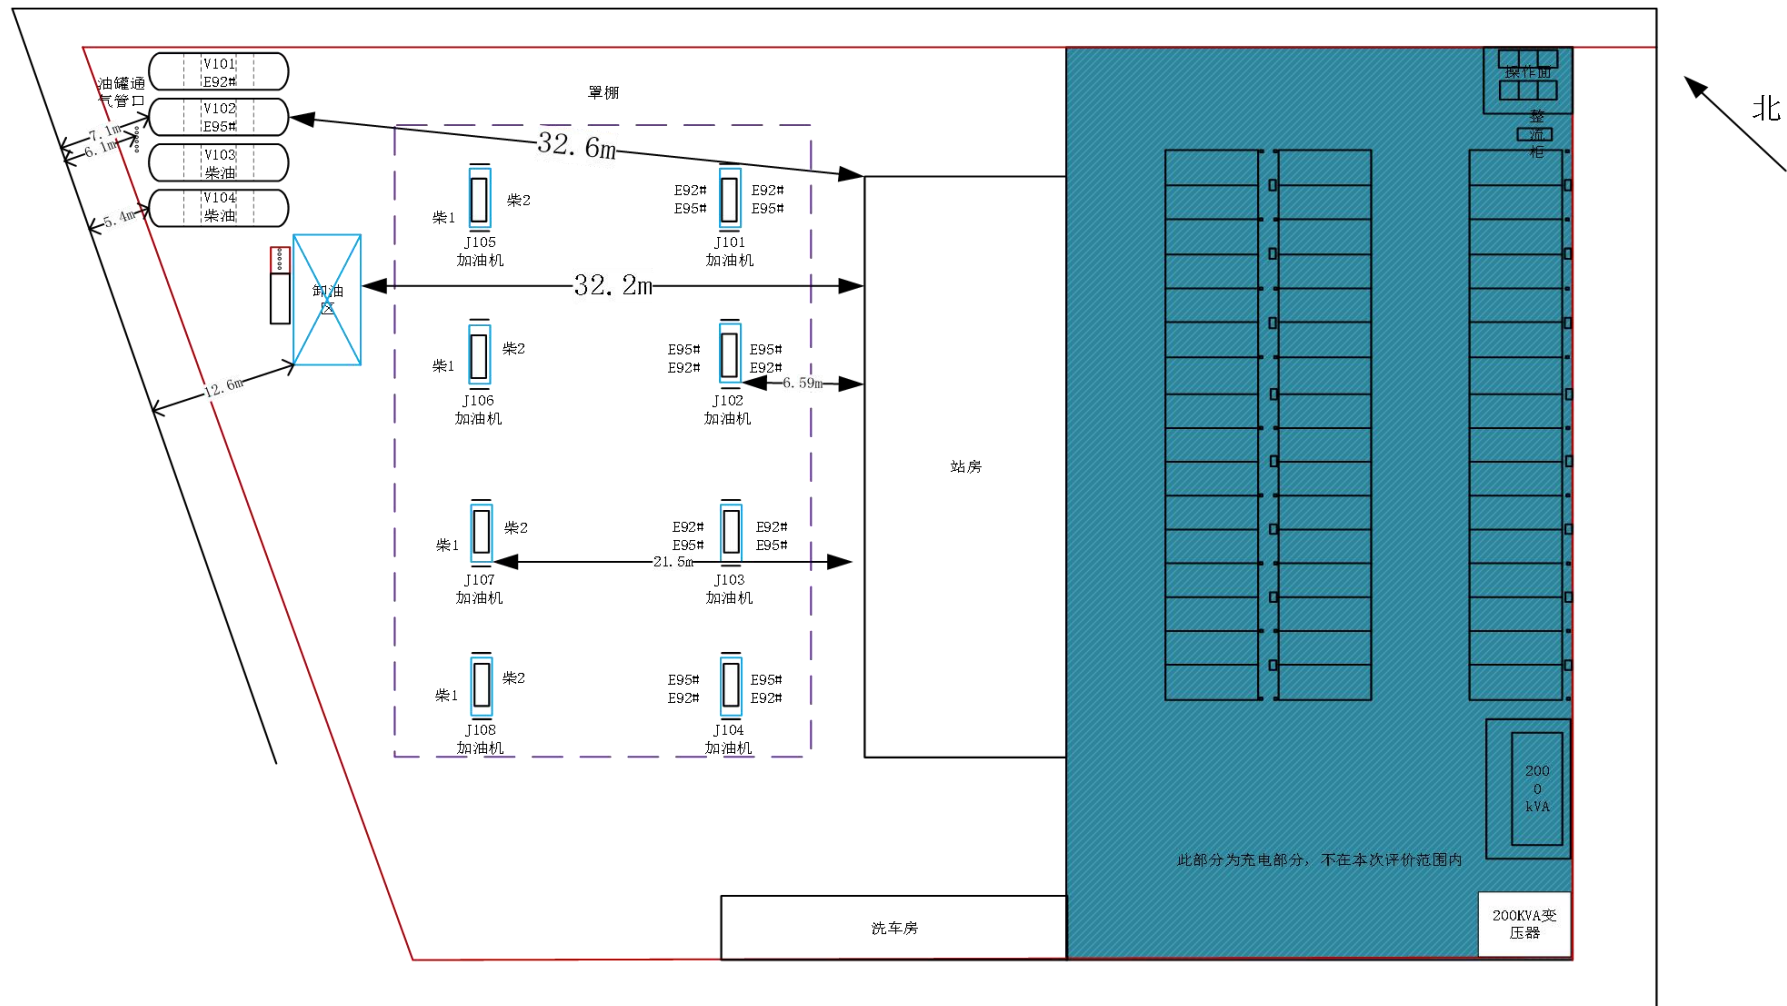 V101
E92#
油罐通
气管口
V102
E95#
7.1m
6.1m
V103
柴油
V104
柴油
5.4m
罩棚
32.6m
操作面
整
流
柜
北
柴1
柴2
J105
加油机
E92#
E95#
E92#
E95#
J101
加油机
卸油
区
32.2m
12.6m
柴1
柴2
J106
加油机
E95#
E92#
E95#
E92#
J102
加油机
6.59m
站房
柴1
柴2
J107
加油机
21.5m
E92#
E95#
E92#
E95#
J103
加油机
柴1
柴2
J108
加油机
E95#
E92#
E95#
E92#
J104
加油机
200
0
kVA
此部分为充电部分，不在本次评价范围内
洗车房
200KVA变
压器